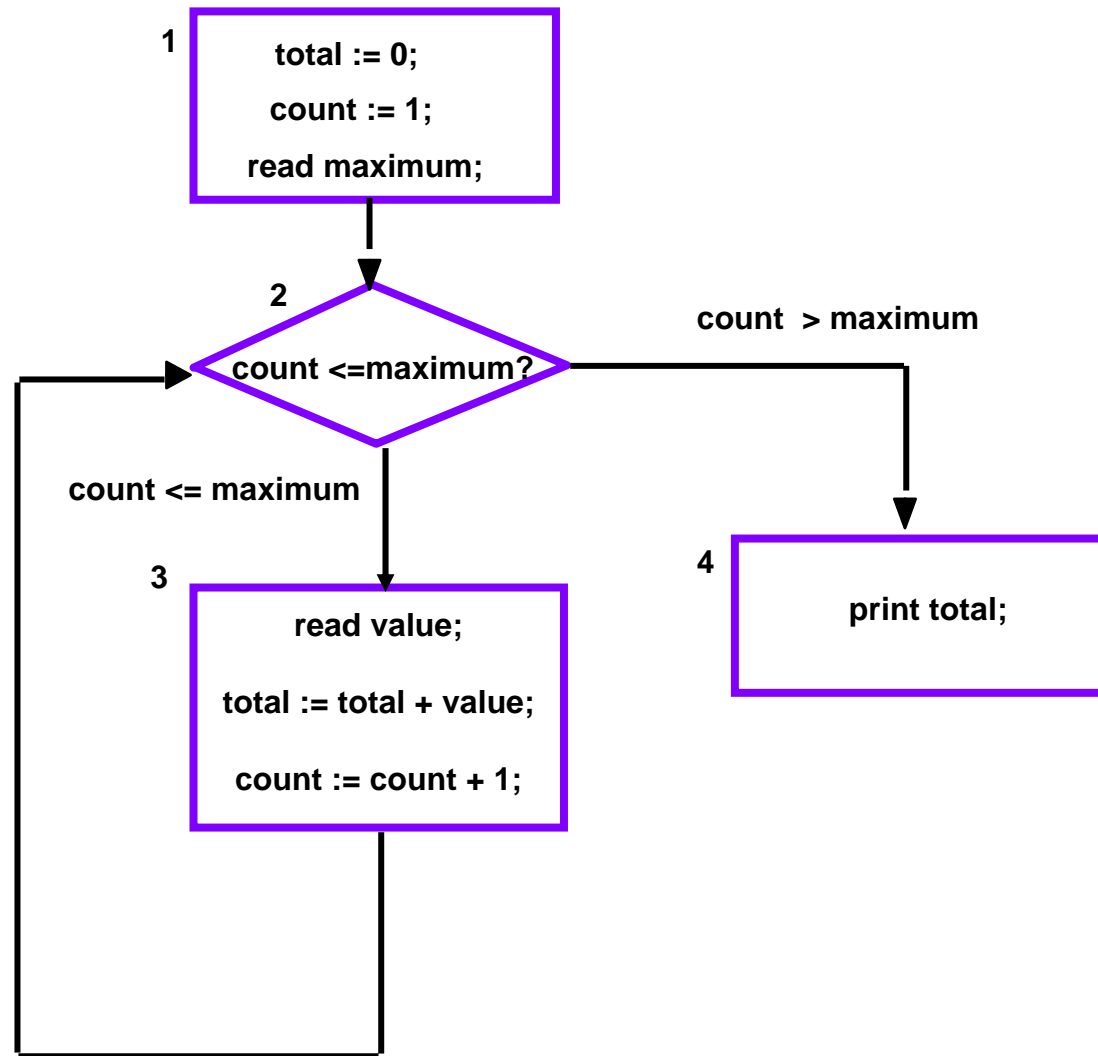 1
total := 0;
count := 1;
read maximum;
2
count <=maximum?
count  > maximum
count <= maximum
3
read value;
total := total + value;
count := count + 1;
4
print total;